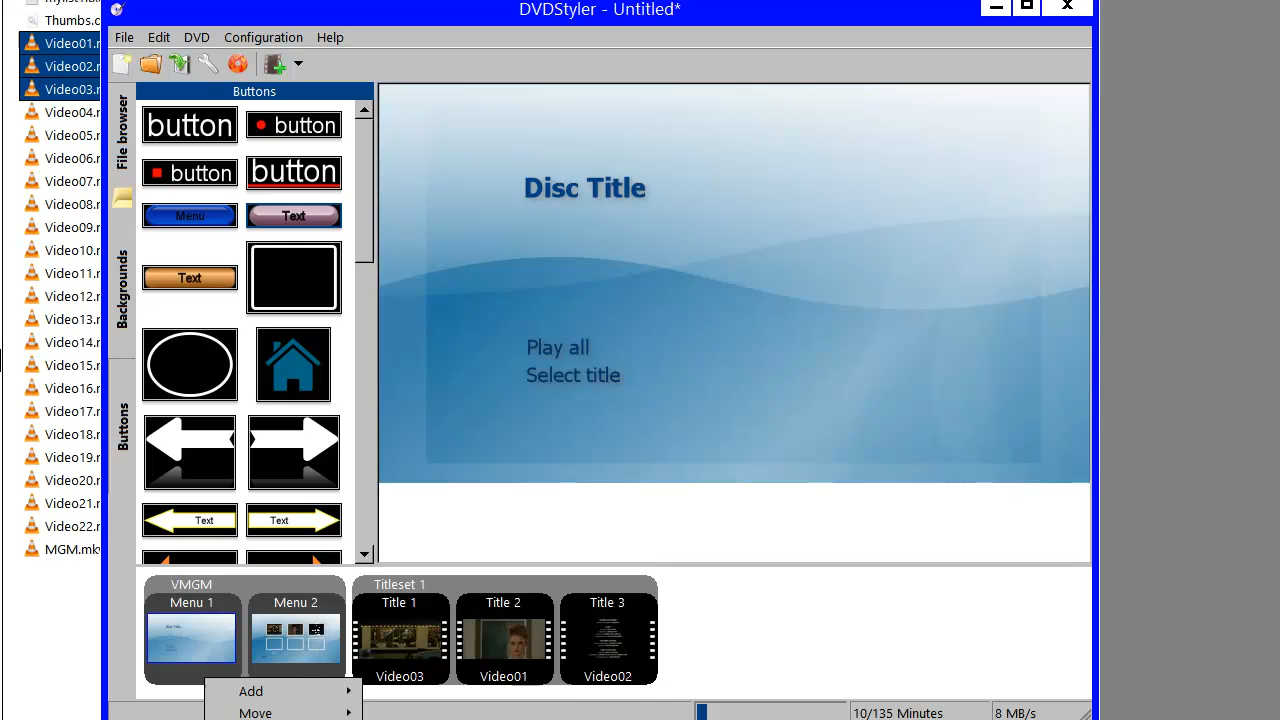 Thumbs.c
Video01.r
Video02.r
Video03.r
Video04.r
Video05.r
Video06.r
Video07.r
Video08.r
Video09.r
Video10.r
Video11.r
Video12.r
Video13.r
Video14.r
Video15.r
Video16.r
Video17.r
Video18.r
Video19.r
Video20.r
Video21.r
Video22.r
MGM.mkv
DVDStyler - Untitled*
File Edit DVD Configuration Help
File browser
Backgrounds
Buttons
Buttons
button
button
button
button
Menu
Text
Text
Text
Text
Disc Title
Play all
Select title
VMGM
Titleset 1
Menu 1
Menu 2
Title 1
Title 2
Title 3
Video03
Video01
Video02
Add
Move
10/135 Minutes
8 MB/s